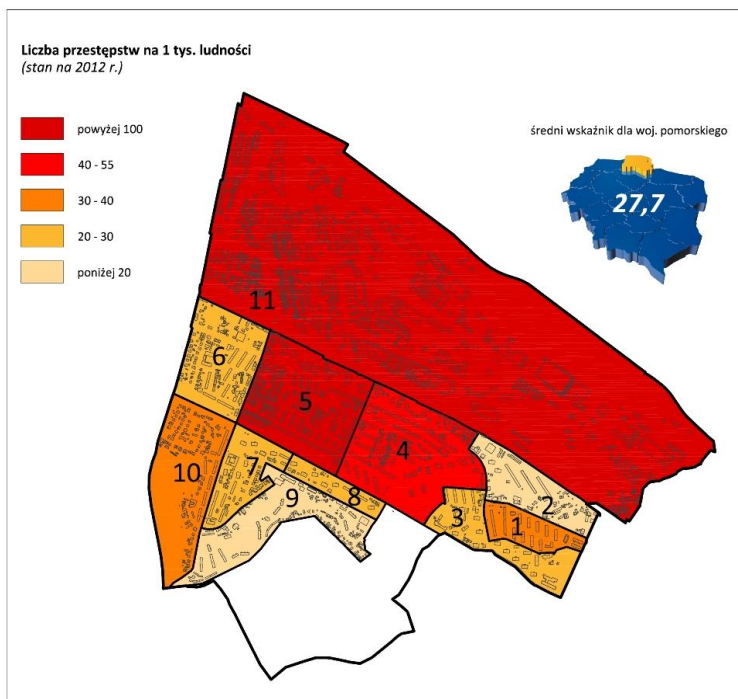 Liczba przestępstw na 1 tys. ludności
(stan na 2012 r.)
powyżej 100
40 - 55
30 - 40
20 - 30
poniżej 20
średni wskaźnik dla woj. pomorskiego
27,7
11
6
5
4
10
7
9
8
2
3
1